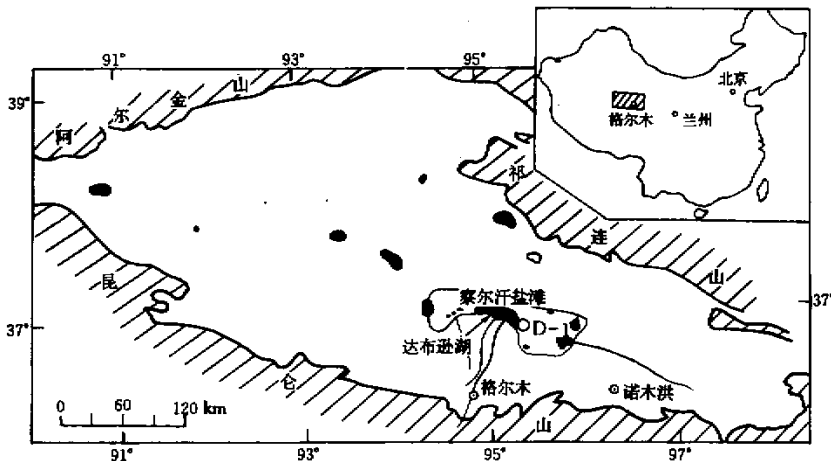 91°
93°
95°
39°
阿尔金山
北京
兰州
格尔木
祁连山
昆仑山
察尔汗盐滩
D-1
达布逊湖
格尔木
诺木洪
37°
37°
0 60 120 km
91°
93°
95°
97°